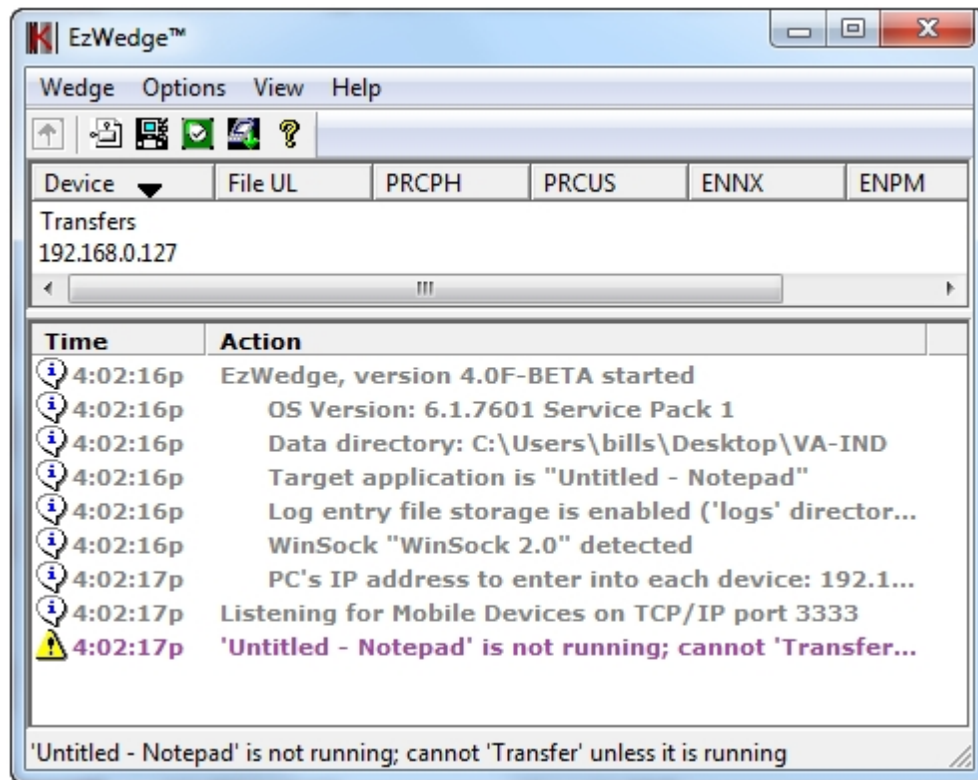 EzWedge™
Wedge Options View Help
Device File UL PRCPH PRCUS ENNX ENPM
Transfers
192.168.0.127
Time Action
4:02:16p EzWedge, version 4.0F-BETA started
4:02:16p OS Version: 6.1.7601 Service Pack 1
4:02:16p Data directory: C:\Users\bills\Desktop\VA-IND
4:02:16p Target application is "Untitled - Notepad"
4:02:16p Log entry file storage is enabled ('logs' director...
4:02:16p WinSock "WinSock 2.0" detected
4:02:17p PC's IP address to enter into each device: 192.1...
4:02:17p Listening for Mobile Devices on TCP/IP port 3333
4:02:17p 'Untitled - Notepad' is not running; cannot 'Transfer...
'Untitled - Notepad' is not running; cannot 'Transfer' unless it is running